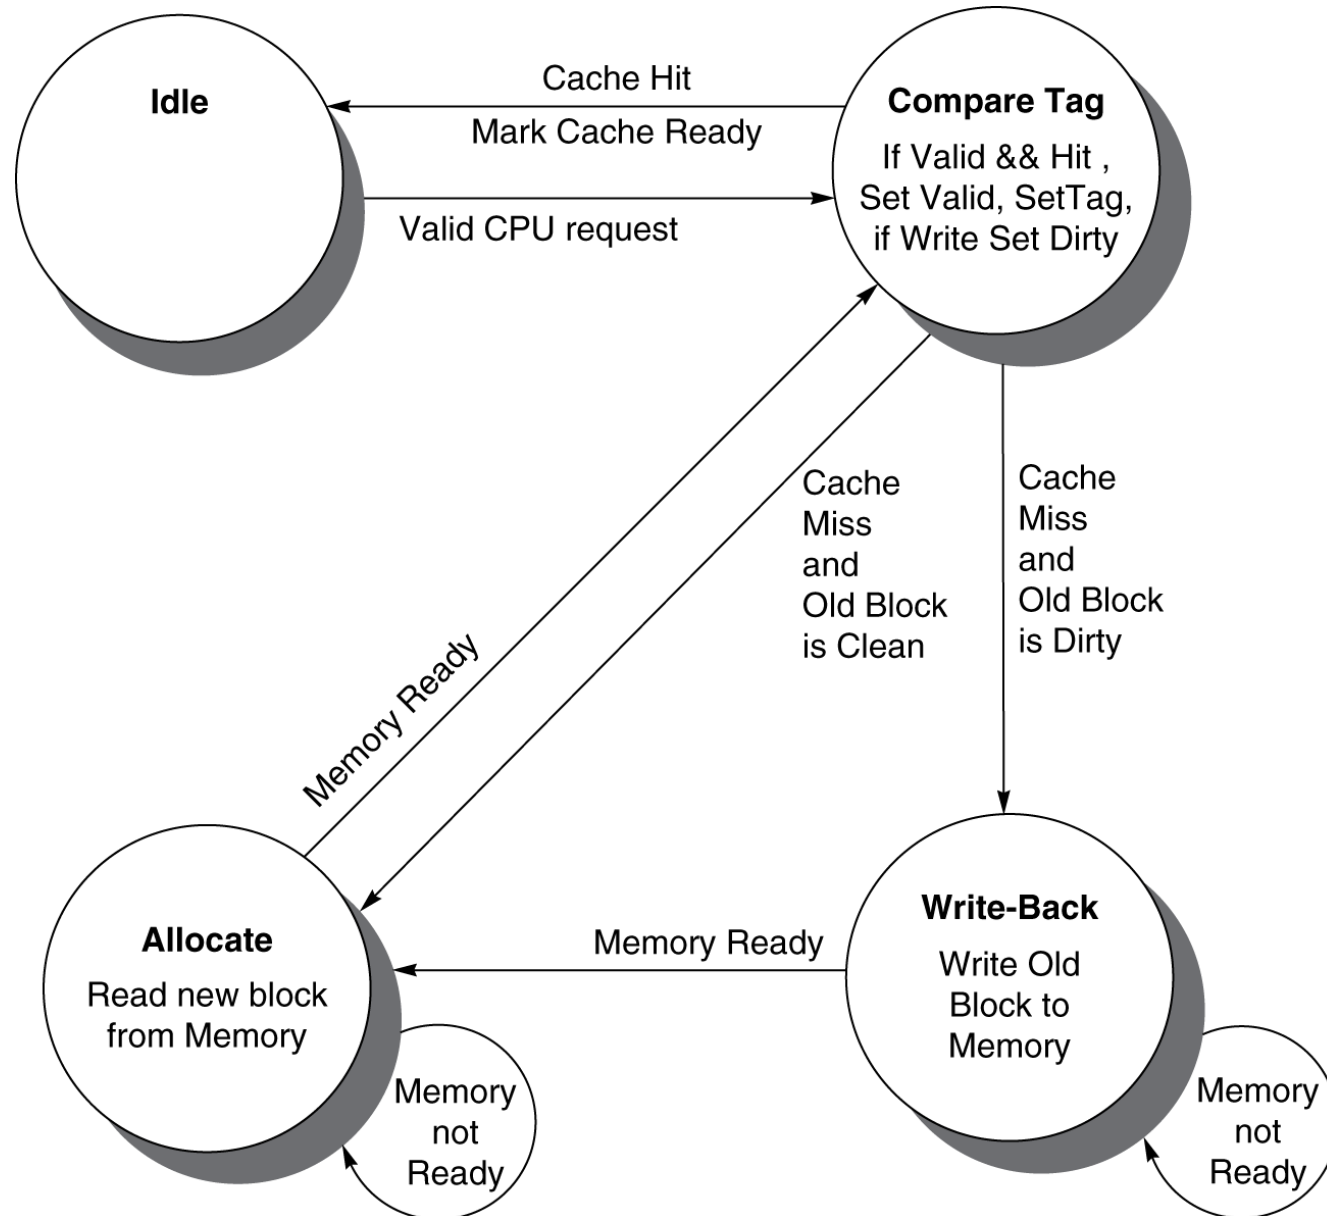 Idle
Cache Hit
Mark Cache Ready
Valid CPU request
Compare Tag
If Valid && Hit ,
Set Valid, SetTag,
if Write Set Dirty
Cache
Miss
and
Old Block
is Clean
Cache
Miss
and
Old Block
is Dirty
Memory Ready
Allocate
Read new block
from Memory
Memory
not
Ready
Memory Ready
Write-Back
Write Old
Block to
Memory
Memory
not
Ready